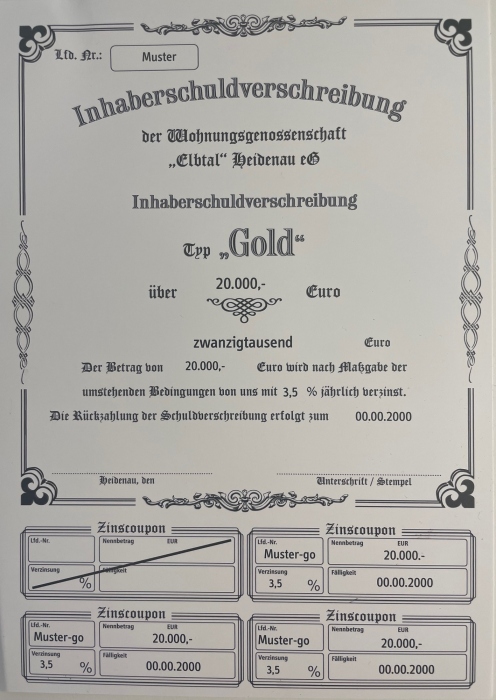 Lfd. Nr.: Muster
Inhaberschuldverschreibung
der Wohnungsgenossenschaft
„Elbtal“ Heidenau eG
Inhaberschuldverschreibung
Typ „Gold“
über 20.000,- Euro
zwanzigtausend Euro
Der Betrag von 20.000,- Euro wird nach Maßgabe der
umstehenden Bedingungen von uns mit 3,5 % jährlich verzinst.
Die Rückzahlung der Schuldverschreibung erfolgt zum 00.00.2000
Heidenau, den Unterschrift / Stempel
Zinscoupon
Lfd.-Nr. Nennbetrag EUR
Verzinsung % Fälligkeit
Zinscoupon
Lfd.-Nr. Nennbetrag EUR
Muster-go 20.000.-
Verzinsung Fälligkeit
3,5 % 00.00.2000
Zinscoupon
Lfd.-Nr. Nennbetrag EUR
Muster-go 20.000,-
Verzinsung Fälligkeit
3,5 % 00.00.2000
Zinscoupon
Lfd.-Nr. Nennbetrag EUR
Muster-go 20.000,-
Verzinsung Fälligkeit
3,5 % 00.00.2000